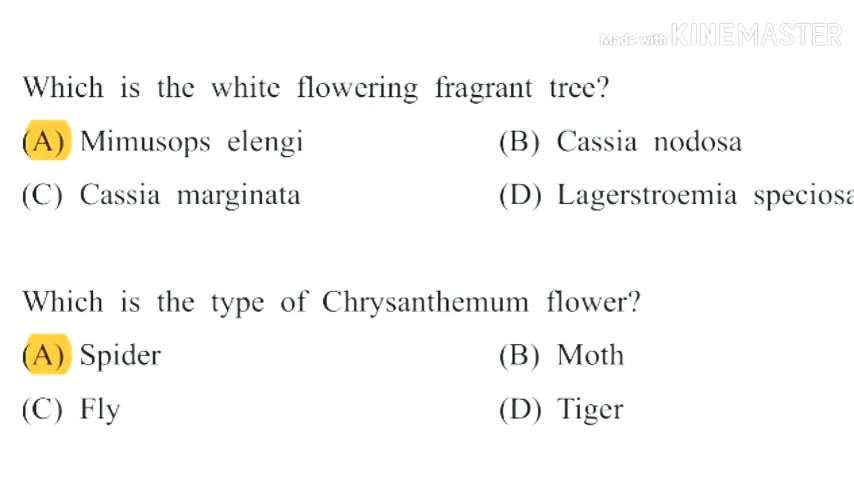 Made with KINEMASTER
Which is the white flowering fragrant tree?
(A) Mimusops elengi (B) Cassia nodosa
(C) Cassia marginata (D) Lagerstroemia speciosa
Which is the type of Chrysanthemum flower?
(A) Spider (B) Moth
(C) Fly (D) Tiger